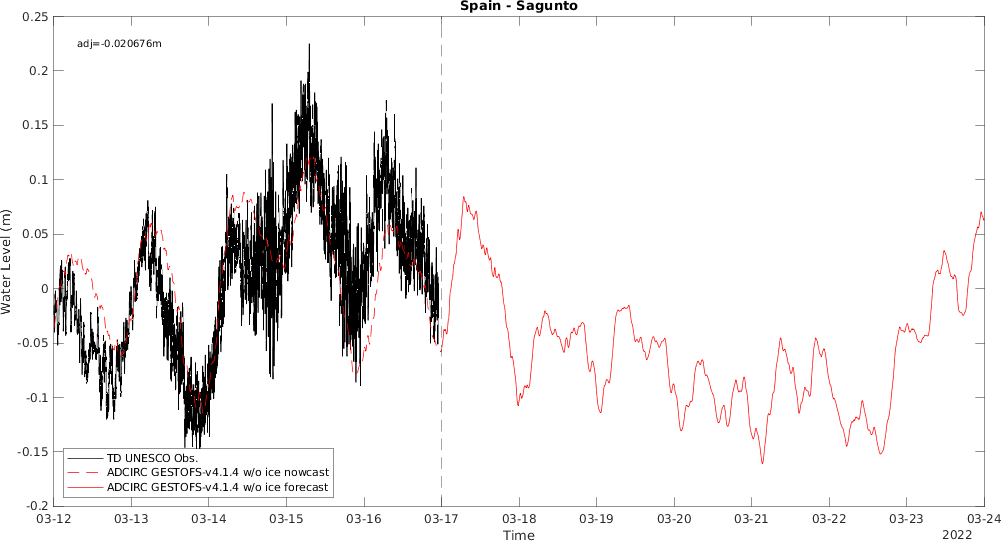 Spain - Sagunto
adj=-0.020676m
0.25
0.2
0.15
0.1
0.05
0
-0.05
-0.1
-0.15
-0.2
Water Level (m)
TD UNESCO Obs.
ADCIRC GESTOFS-v4.1.4 w/o ice nowcast
ADCIRC GESTOFS-v4.1.4 w/o ice forecast
03-12 03-13 03-14 03-15 03-16 03-17 03-18 03-19 03-20 03-21 03-22 03-23 03-24
Time
2022